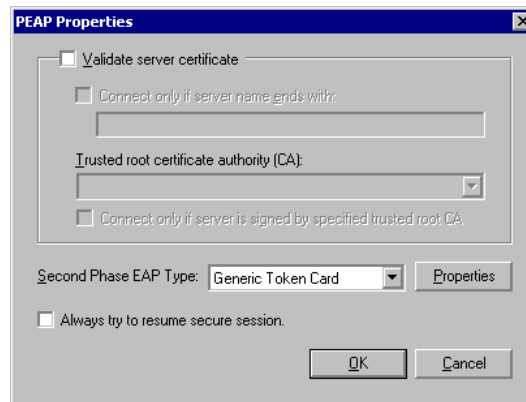 PEAP Properties
Validate server certificate
Connect only if server name ends with:
Trusted root certificate authority (CA):
Connect only if server is signed by specified trusted root CA.
Second Phase EAP Type: Generic Token Card Properties
Always try to resume secure session.
OK Cancel